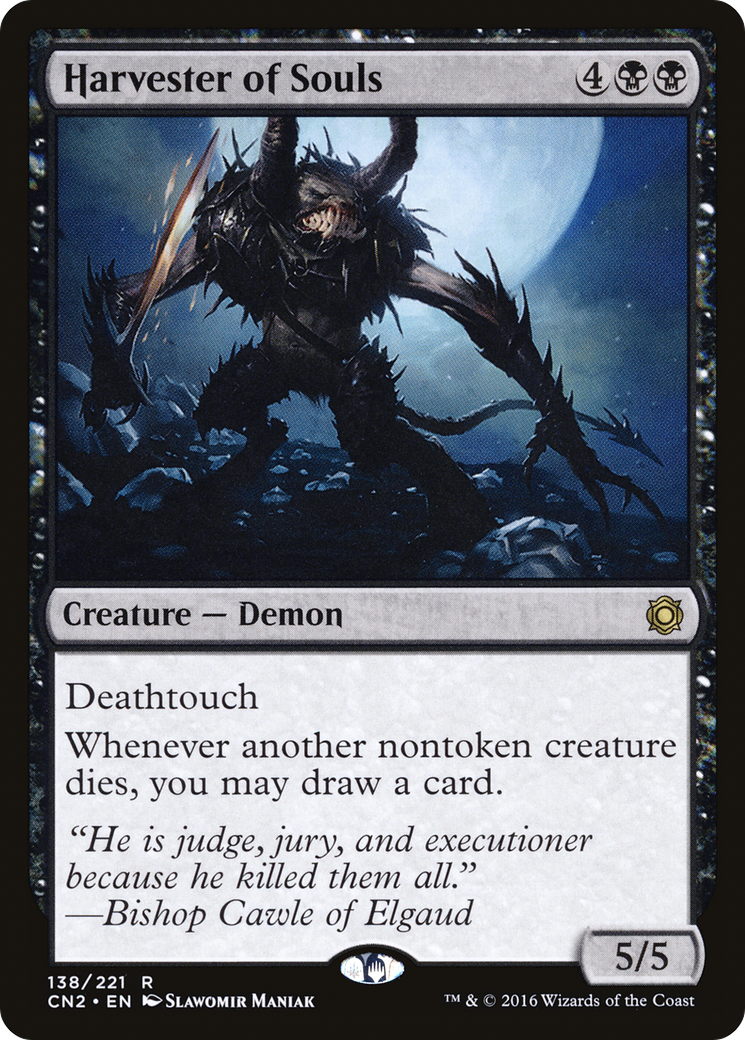 Harvester of Souls 4
Creature — Demon
Deathtouch
Whenever another nontoken creature
dies, you may draw a card.
“He is judge, jury, and executioner
because he killed them all.”
—Bishop Cawle of Elgaud
5/5
138/221 R
CN2 • EN Slawomir Maniak
™ & © 2016 Wizards of the Coast